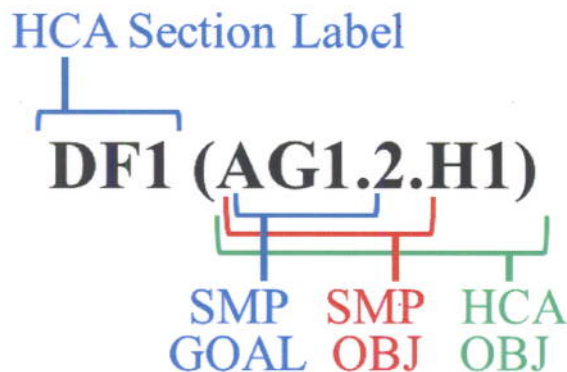 HCA Section Label
DF1 (AG1.2.H1)
SMP SMP HCA
GOAL OBJ OBJ